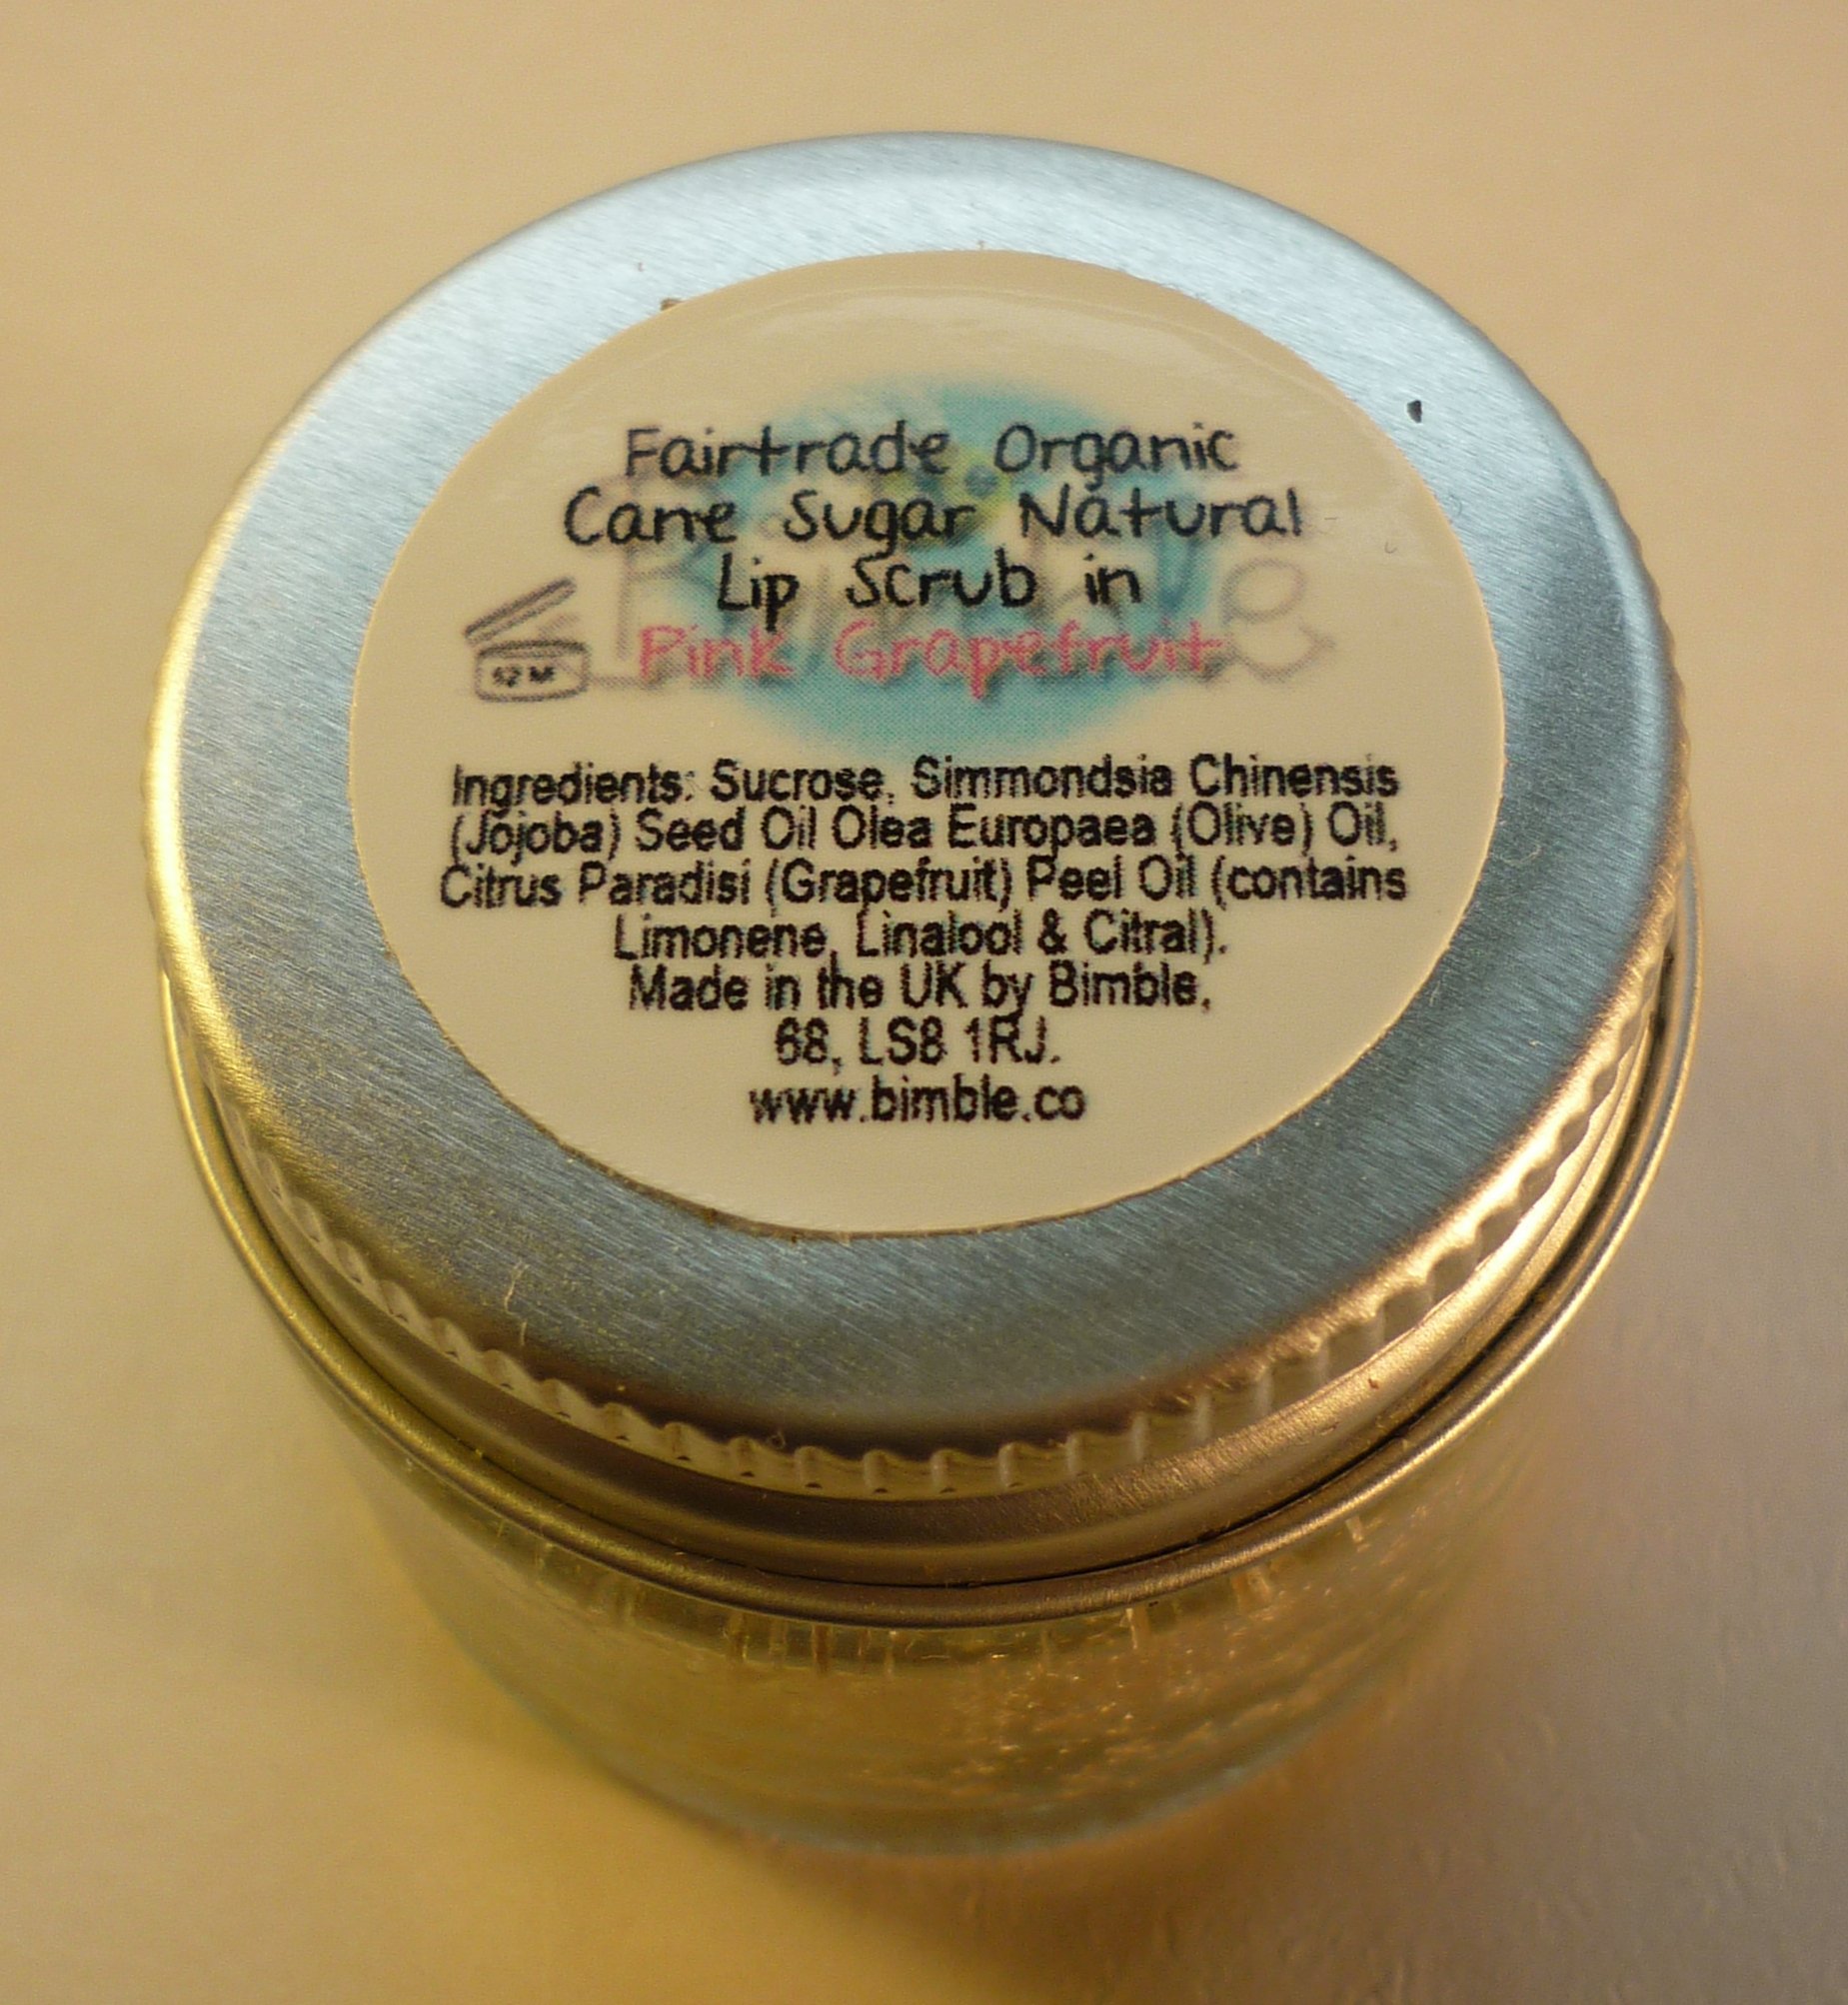 Fairtrade Organic
Cane Sugar Natural
Lip Scrub in
Pink Grapefruit
12 M
Ingredients: Sucrose, Simmondsia Chinensis
(Jojoba) Seed Oil Olea Europaea (Olive) Oil,
Citrus Paradisi (Grapefruit) Peel Oil (contains
Limonene, Linalool & Citral).
Made in the UK by Bimble,
68, LS8 1RJ.
www.bimble.co